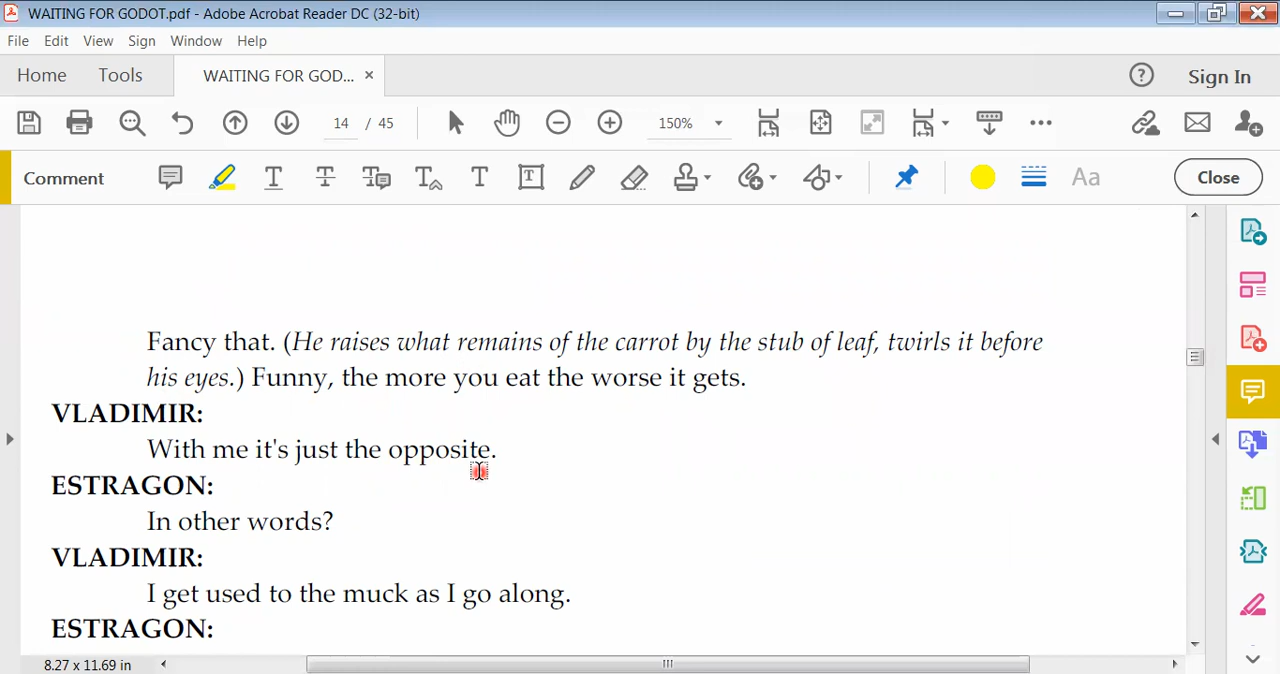 WAITING FOR GODOT.pdf - Adobe Acrobat Reader DC (32-bit)
File Edit View Sign Window Help
Home Tools WAITING FOR GOD... × ? Sign In
14 / 45 150%
Comment T T T T T Aa Close
Fancy that. (He raises what remains of the carrot by the stub of leaf, twirls it before
his eyes.) Funny, the more you eat the worse it gets.
VLADIMIR:
With me it's just the opposite.
ESTRAGON:
In other words?
VLADIMIR:
I get used to the muck as I go along.
ESTRAGON:
8.27 x 11.69 in